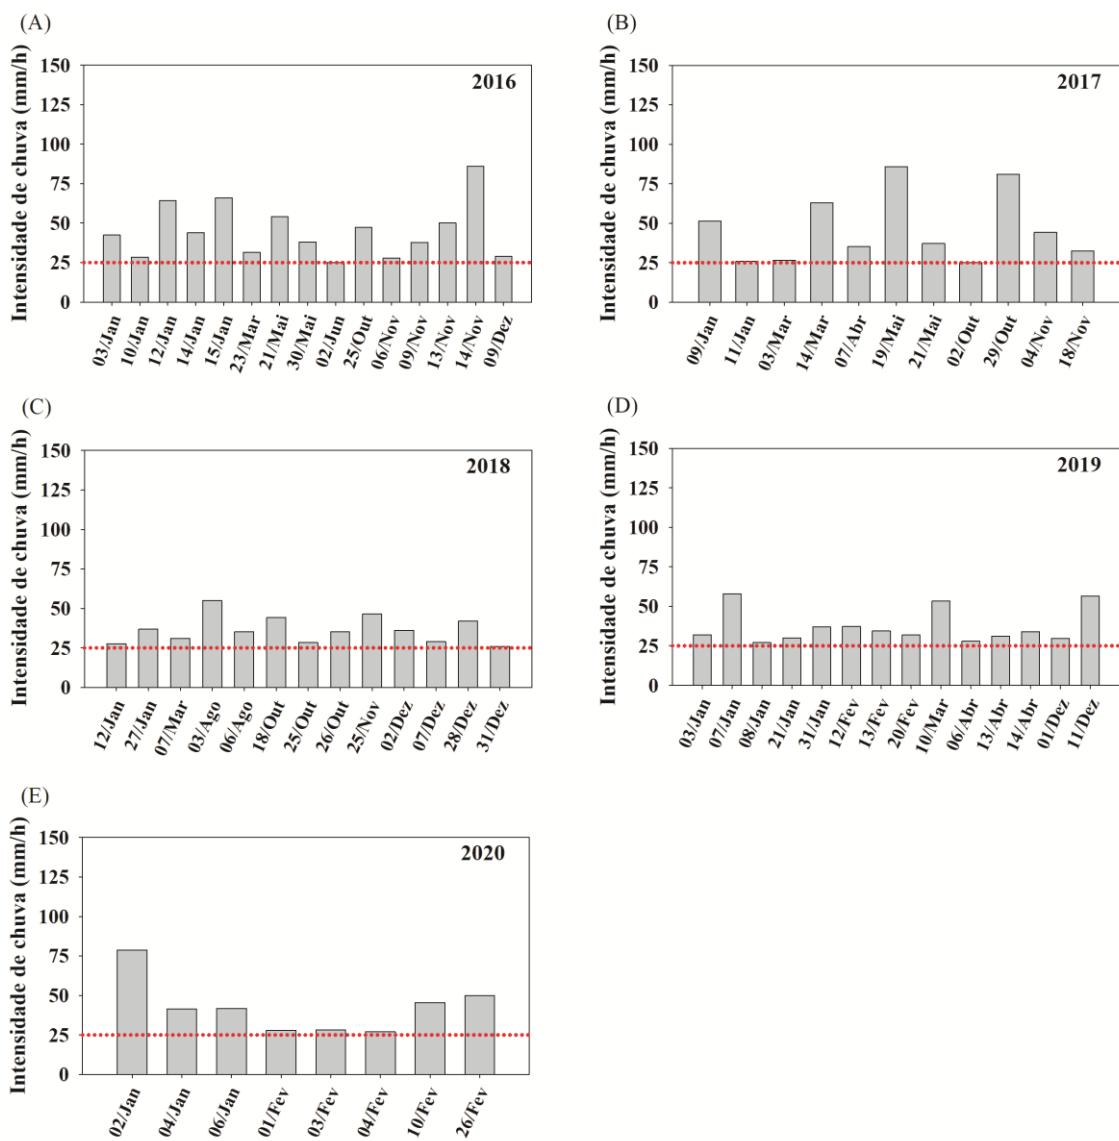 (A)
Intensidade de chuva (mm/h)
150
125
100
75
50
25
0
2016
03/Jan
10/Jan
12/Jan
14/Jan
15/Jan
23/Mar
21/Mai
30/Mai
02/Jun
25/Out
06/Nov
09/Nov
13/Nov
14/Nov
09/Dez
(B)
Intensidade de chuva (mm/h)
150
125
100
75
50
25
0
2017
09/Jan
11/Jan
03/Mar
14/Mar
07/Abr
19/Mai
21/Mai
02/Out
29/Out
04/Nov
18/Nov
(C)
Intensidade de chuva (mm/h)
150
125
100
75
50
25
0
2018
12/Jan
27/Jan
07/Mar
03/Ago
06/Ago
18/Out
25/Out
26/Out
25/Nov
02/Dez
07/Dez
28/Dez
31/Dez
(D)
Intensidade de chuva (mm/h)
150
125
100
75
50
25
0
2019
03/Jan
07/Jan
08/Jan
21/Jan
31/Jan
12/Fev
13/Fev
20/Fev
10/Mar
06/Abr
13/Abr
14/Abr
01/Dez
11/Dez
(E)
Intensidade de chuva (mm/h)
150
125
100
75
50
25
0
2020
02/Jan
04/Jan
06/Jan
01/Fev
03/Fev
04/Fev
10/Fev
26/Fev